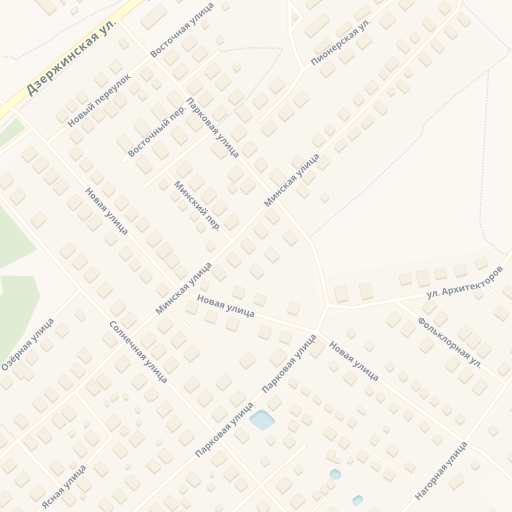 Дзержинская ул.
Восточная улица
Пионерская ул.
Новый переулок
Восточный пер.
Парковая улица
Минская улица
Минский пер.
Новая улица
Минская улица
ул. Архитекторов
Новая улица
Фольклорная ул.
Озёрная улица
Солнечная улица
Парковая улица
Новая улица
Парковая улица
Ясная улица
Нагорная улица